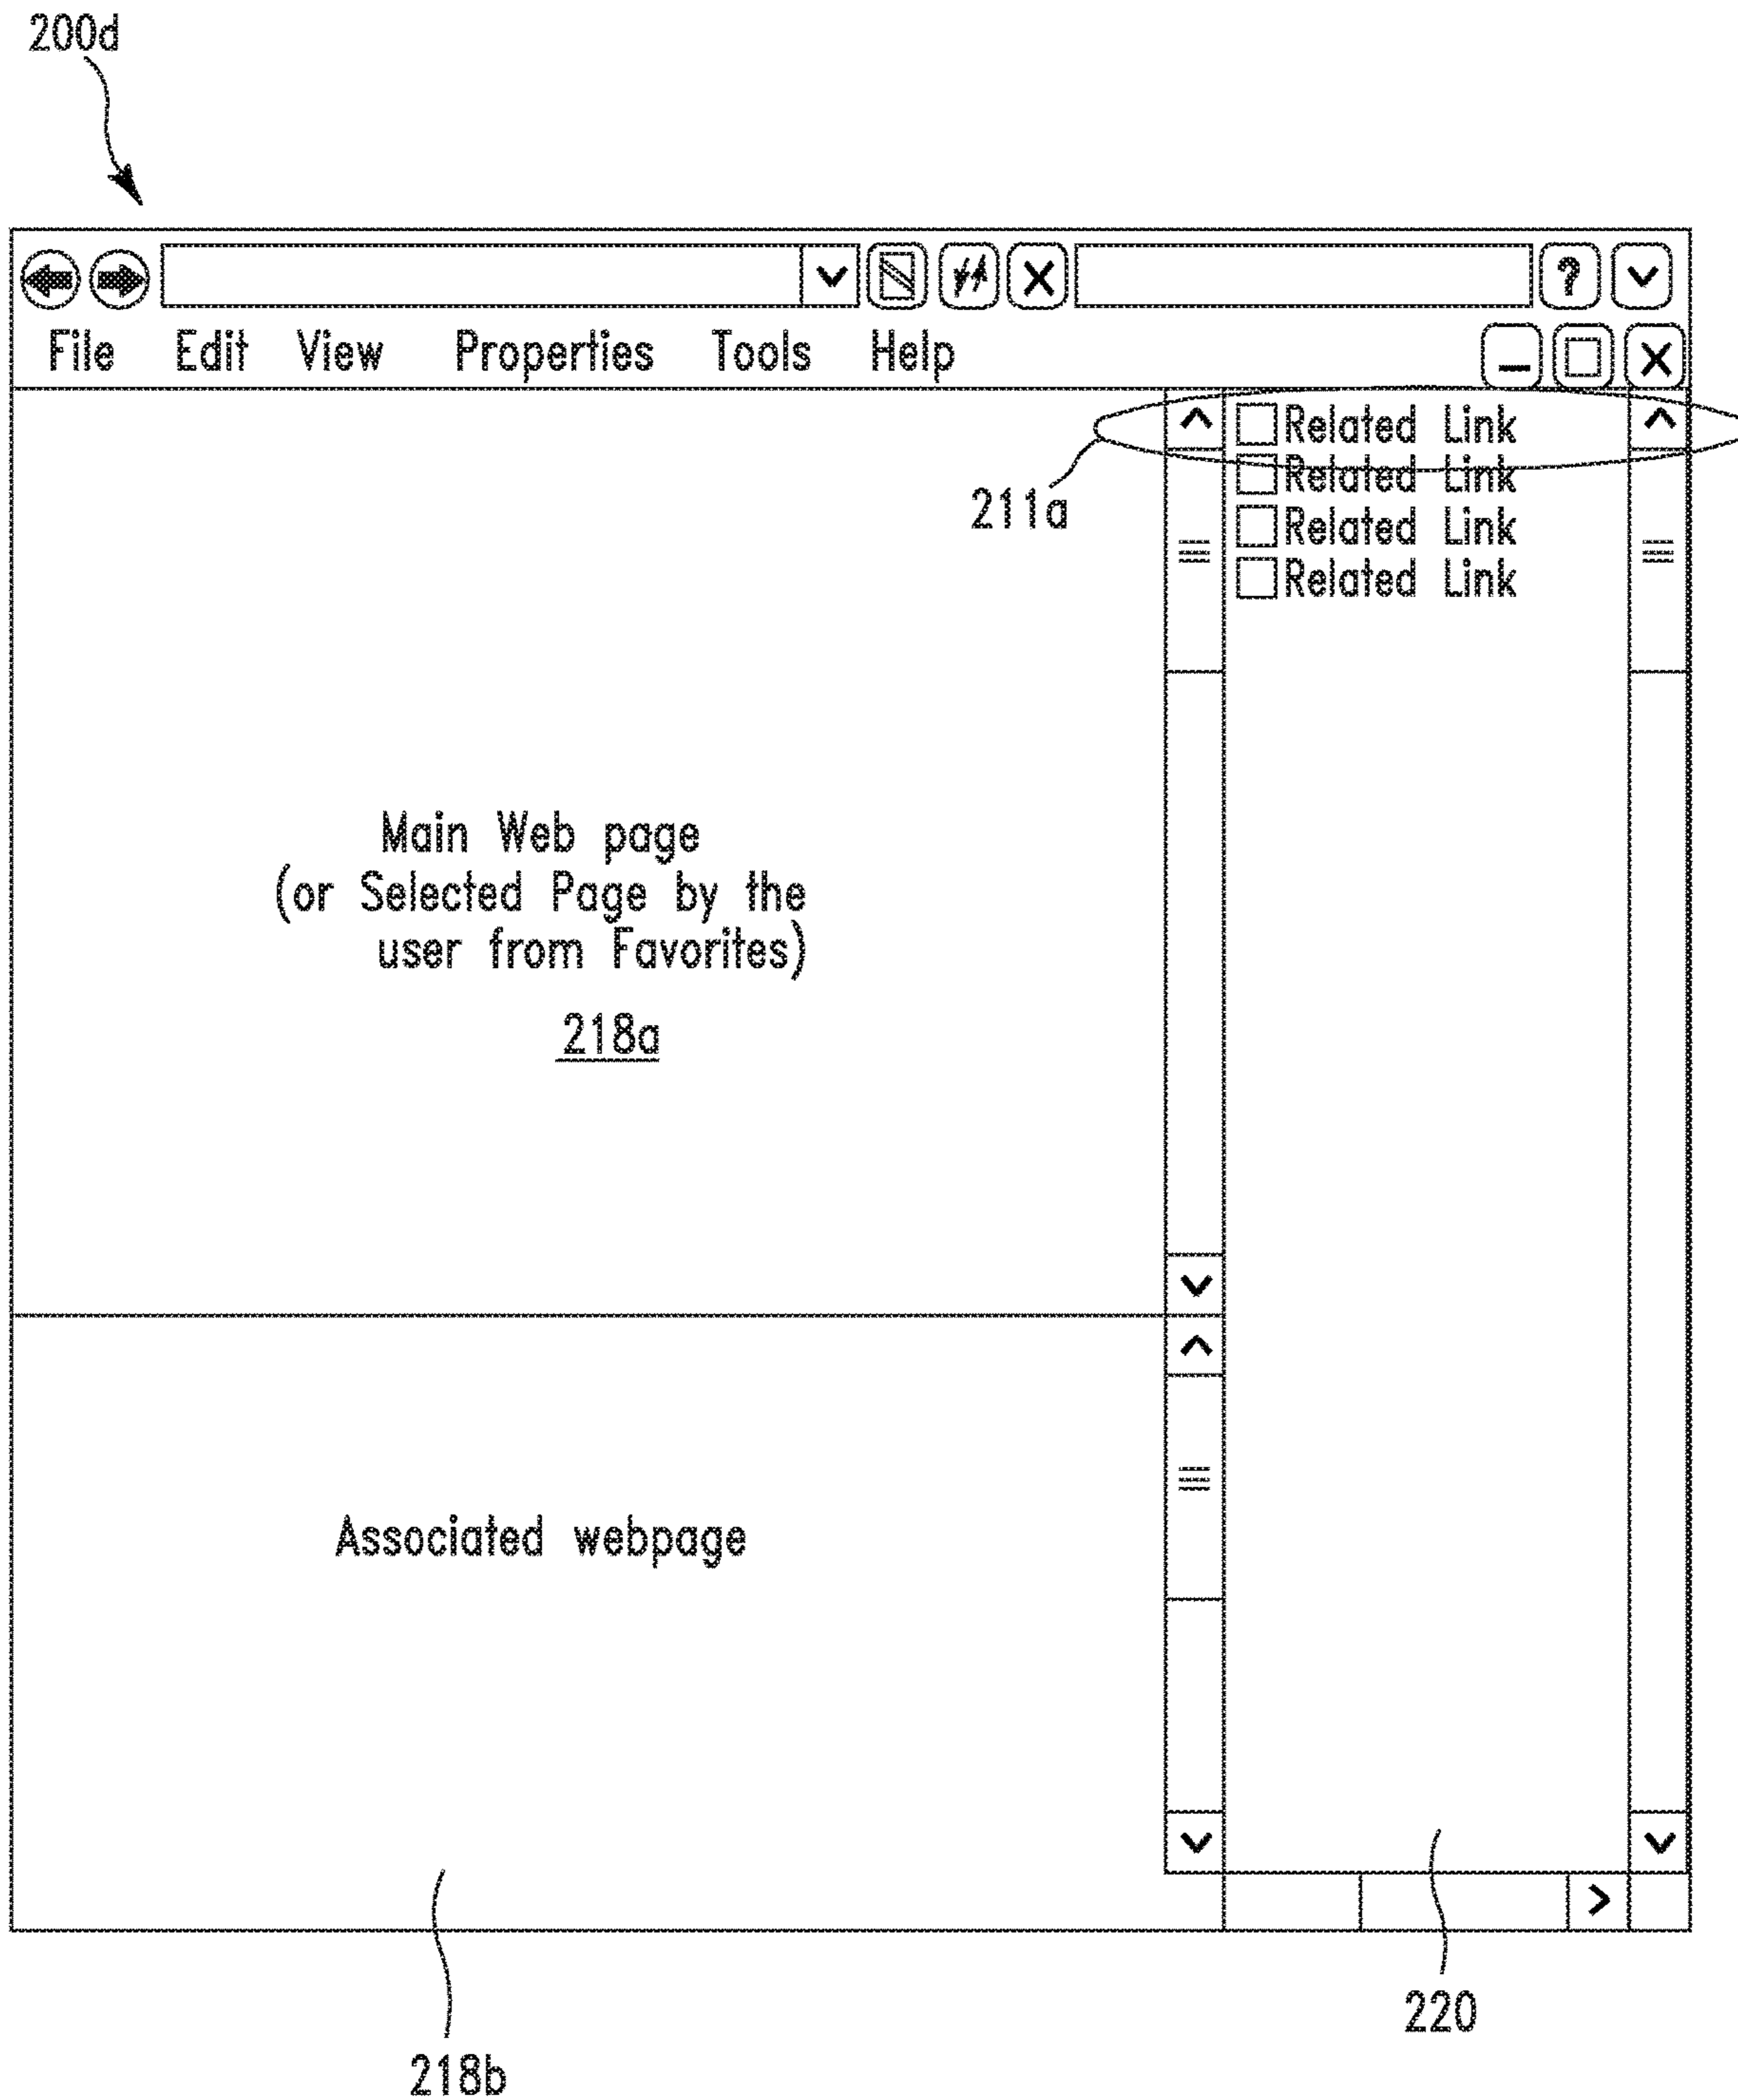 200d
?
File Edit View Properties Tools Help
Related Link
Related Link
211a
Related Link
Related Link
Main Web page
(or Selected Page by the
user from Favorites)
218a
Associated webpage
220
218b